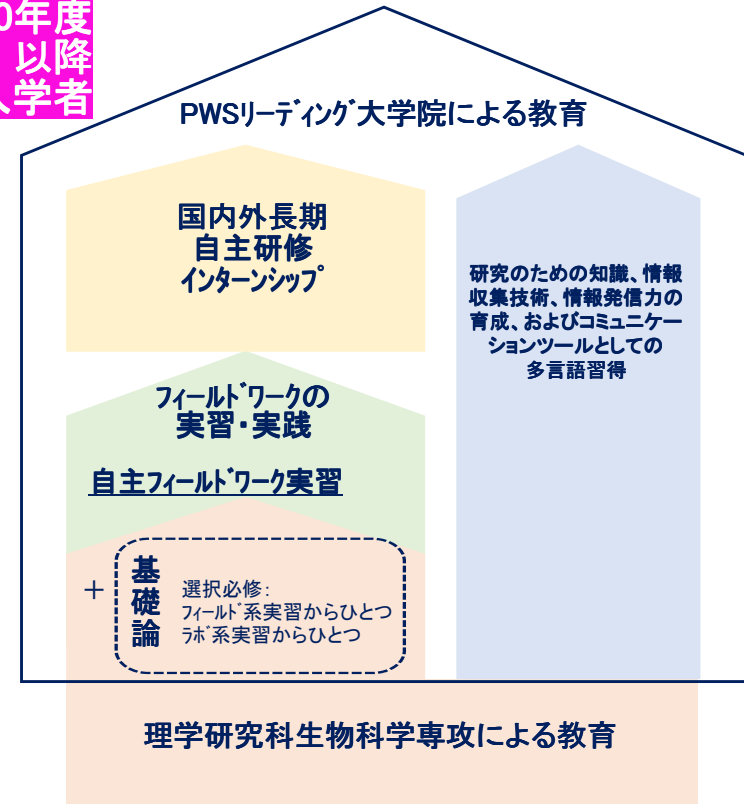 0年度
以降
入学者
PWSリーディング大学院による教育
国内外長期
自主研修
インターンシップ
研究のための知識、情報
収集技術、情報発信力の
育成、およびコミュニケー
ションツールとしての
多言語習得
フィールドワークの
実習・実践
自主フィールドワーク実習
+
基礎論
選択必修:
フィールド系実習からひとつ
ラボ系実習からひとつ
理学研究科生物科学専攻による教育